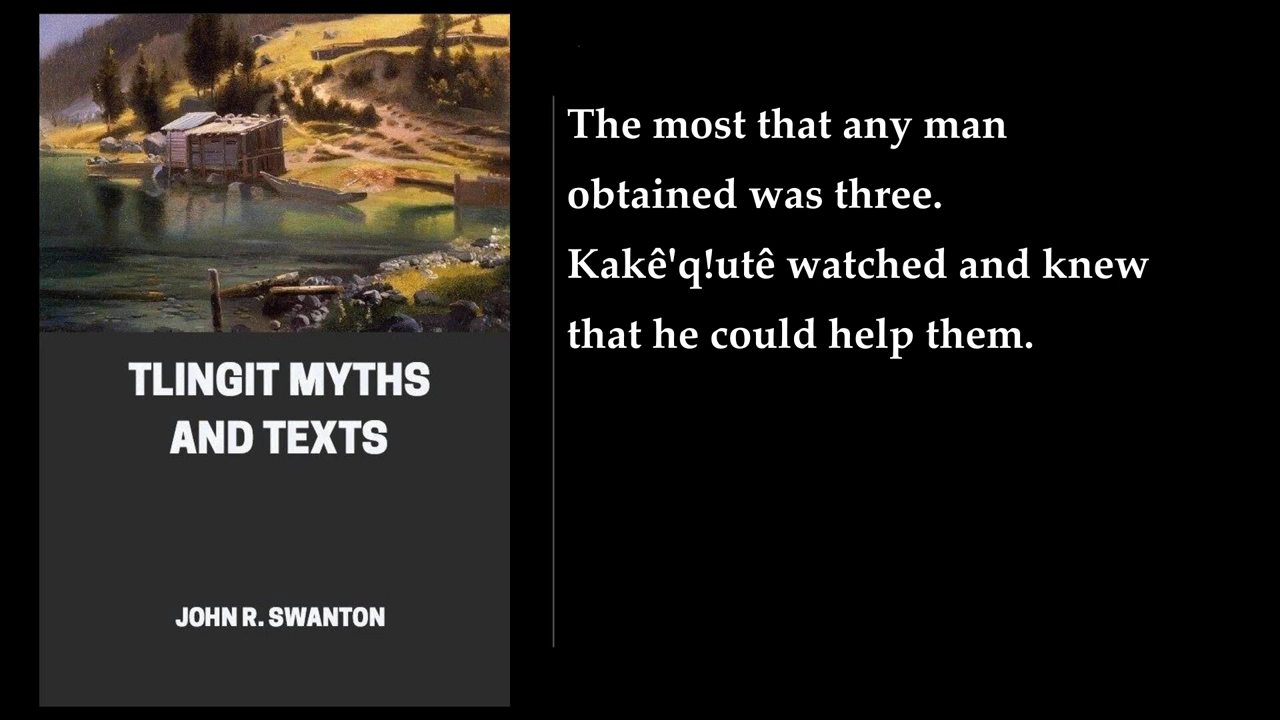 TLINGIT MYTHS
AND TEXTS
JOHN R. SWANTON
The most that any man
obtained was three.
Kakê'q!utê watched and knew
that he could help them.